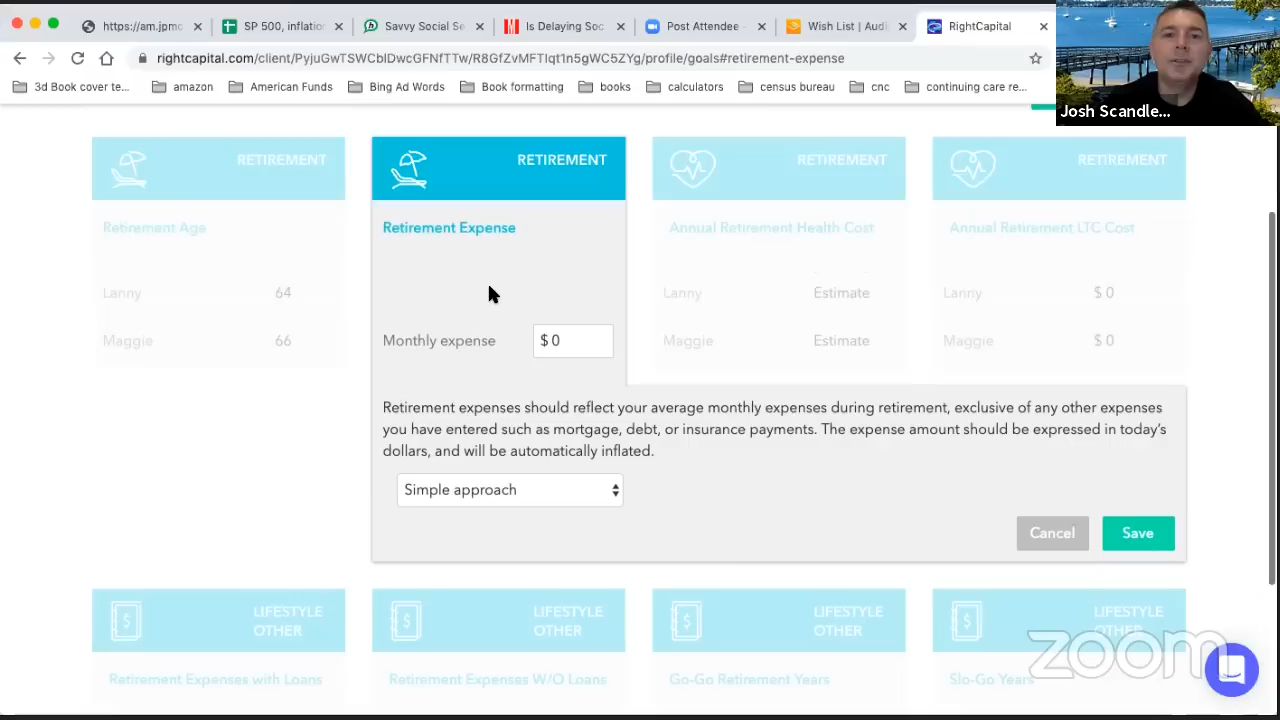 https://am.jpmo
SP 500, inflation
Savvy Social Se
Is Delaying Soc
Post Attendee -
Wish List | Audi
RightCapital
rightcapital.com/client/PyjuGwTSWCbIDwcGFNfTTw/R8GfZvMFTIqt1n5gWC5ZYg/profile/goals#retirement-expense
3d Book cover te...
amazon
American Funds
Bing Ad Words
Book formatting
books
calculators
census bureau
cnc
continuing care re...
Josh Scandle...
RETIREMENT
RETIREMENT
RETIREMENT
RETIREMENT
Retirement Age
Retirement Expense
Annual Retirement Health Cost
Annual Retirement LTC Cost
Lanny 64
Lanny Estimate
Lanny $ 0
Maggie 66
Monthly expense $ 0
Maggie Estimate
Maggie $ 0
Retirement expenses should reflect your average monthly expenses during retirement, exclusive of any other expenses
you have entered such as mortgage, debt, or insurance payments. The expense amount should be expressed in today's
dollars, and will be automatically inflated.
Simple approach
Cancel
Save
LIFESTYLE
OTHER
LIFESTYLE
OTHER
LIFESTYLE
OTHER
LIFESTYLE
OTHER
zoom
Retirement Expenses with Loans
Retirement Expenses W/O Loans
Go-Go Retirement Years
Slo-Go Years